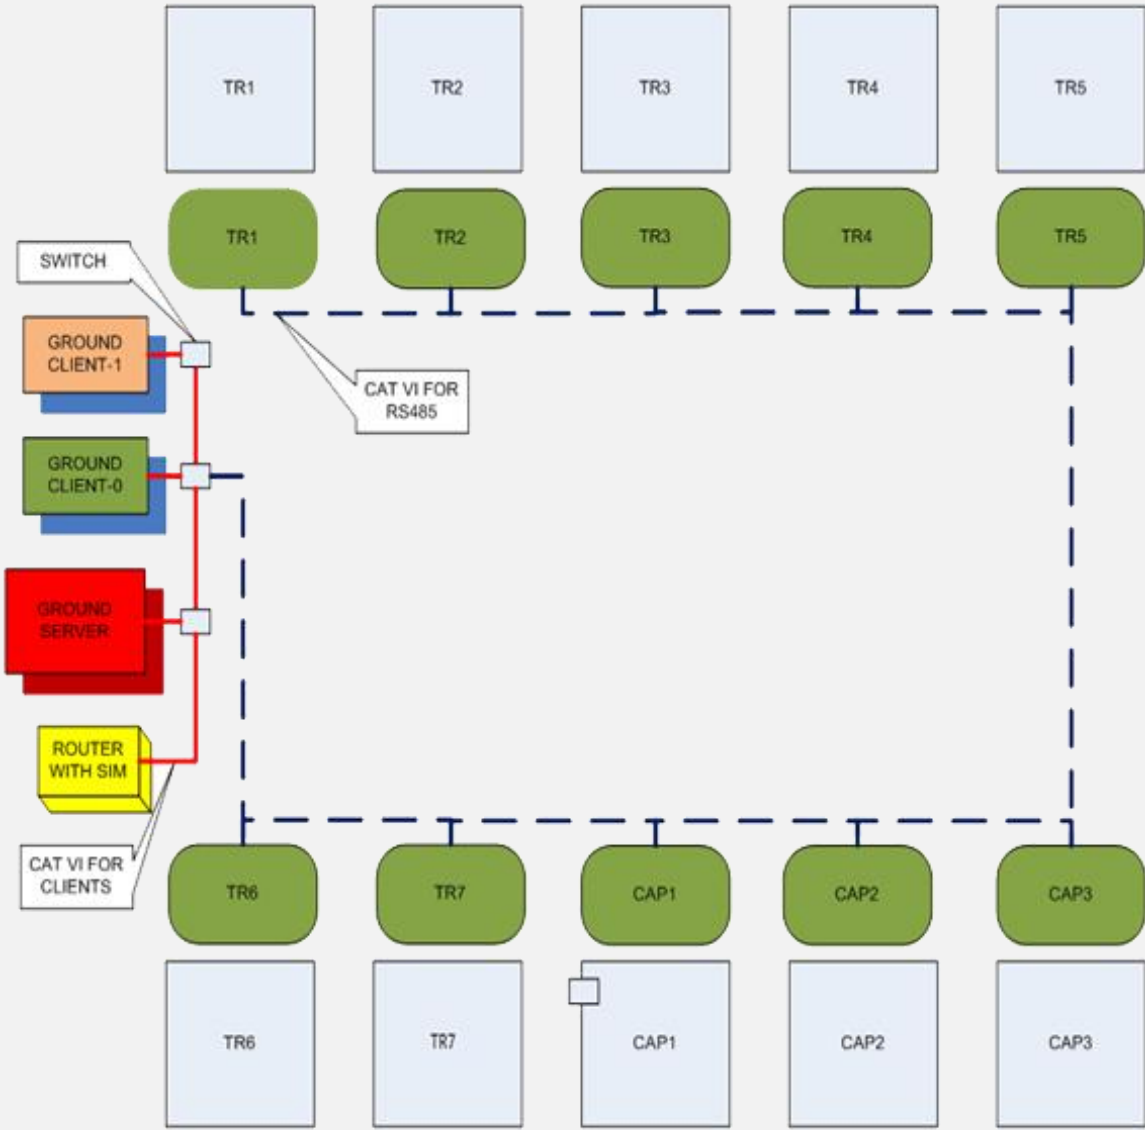 TR1
TR2
TR3
TR4
TR5
TR1
TR2
TR3
TR4
TR5
SWITCH
GROUND
CLIENT-1
CAT VI FOR
RS485
GROUND
CLIENT-0
GROUND
SERVER
ROUTER
WITH SIM
CAT VI FOR
CLIENTS
TR6
TR7
CAP1
CAP2
CAP3
TR6
TR7
CAP1
CAP2
CAP3